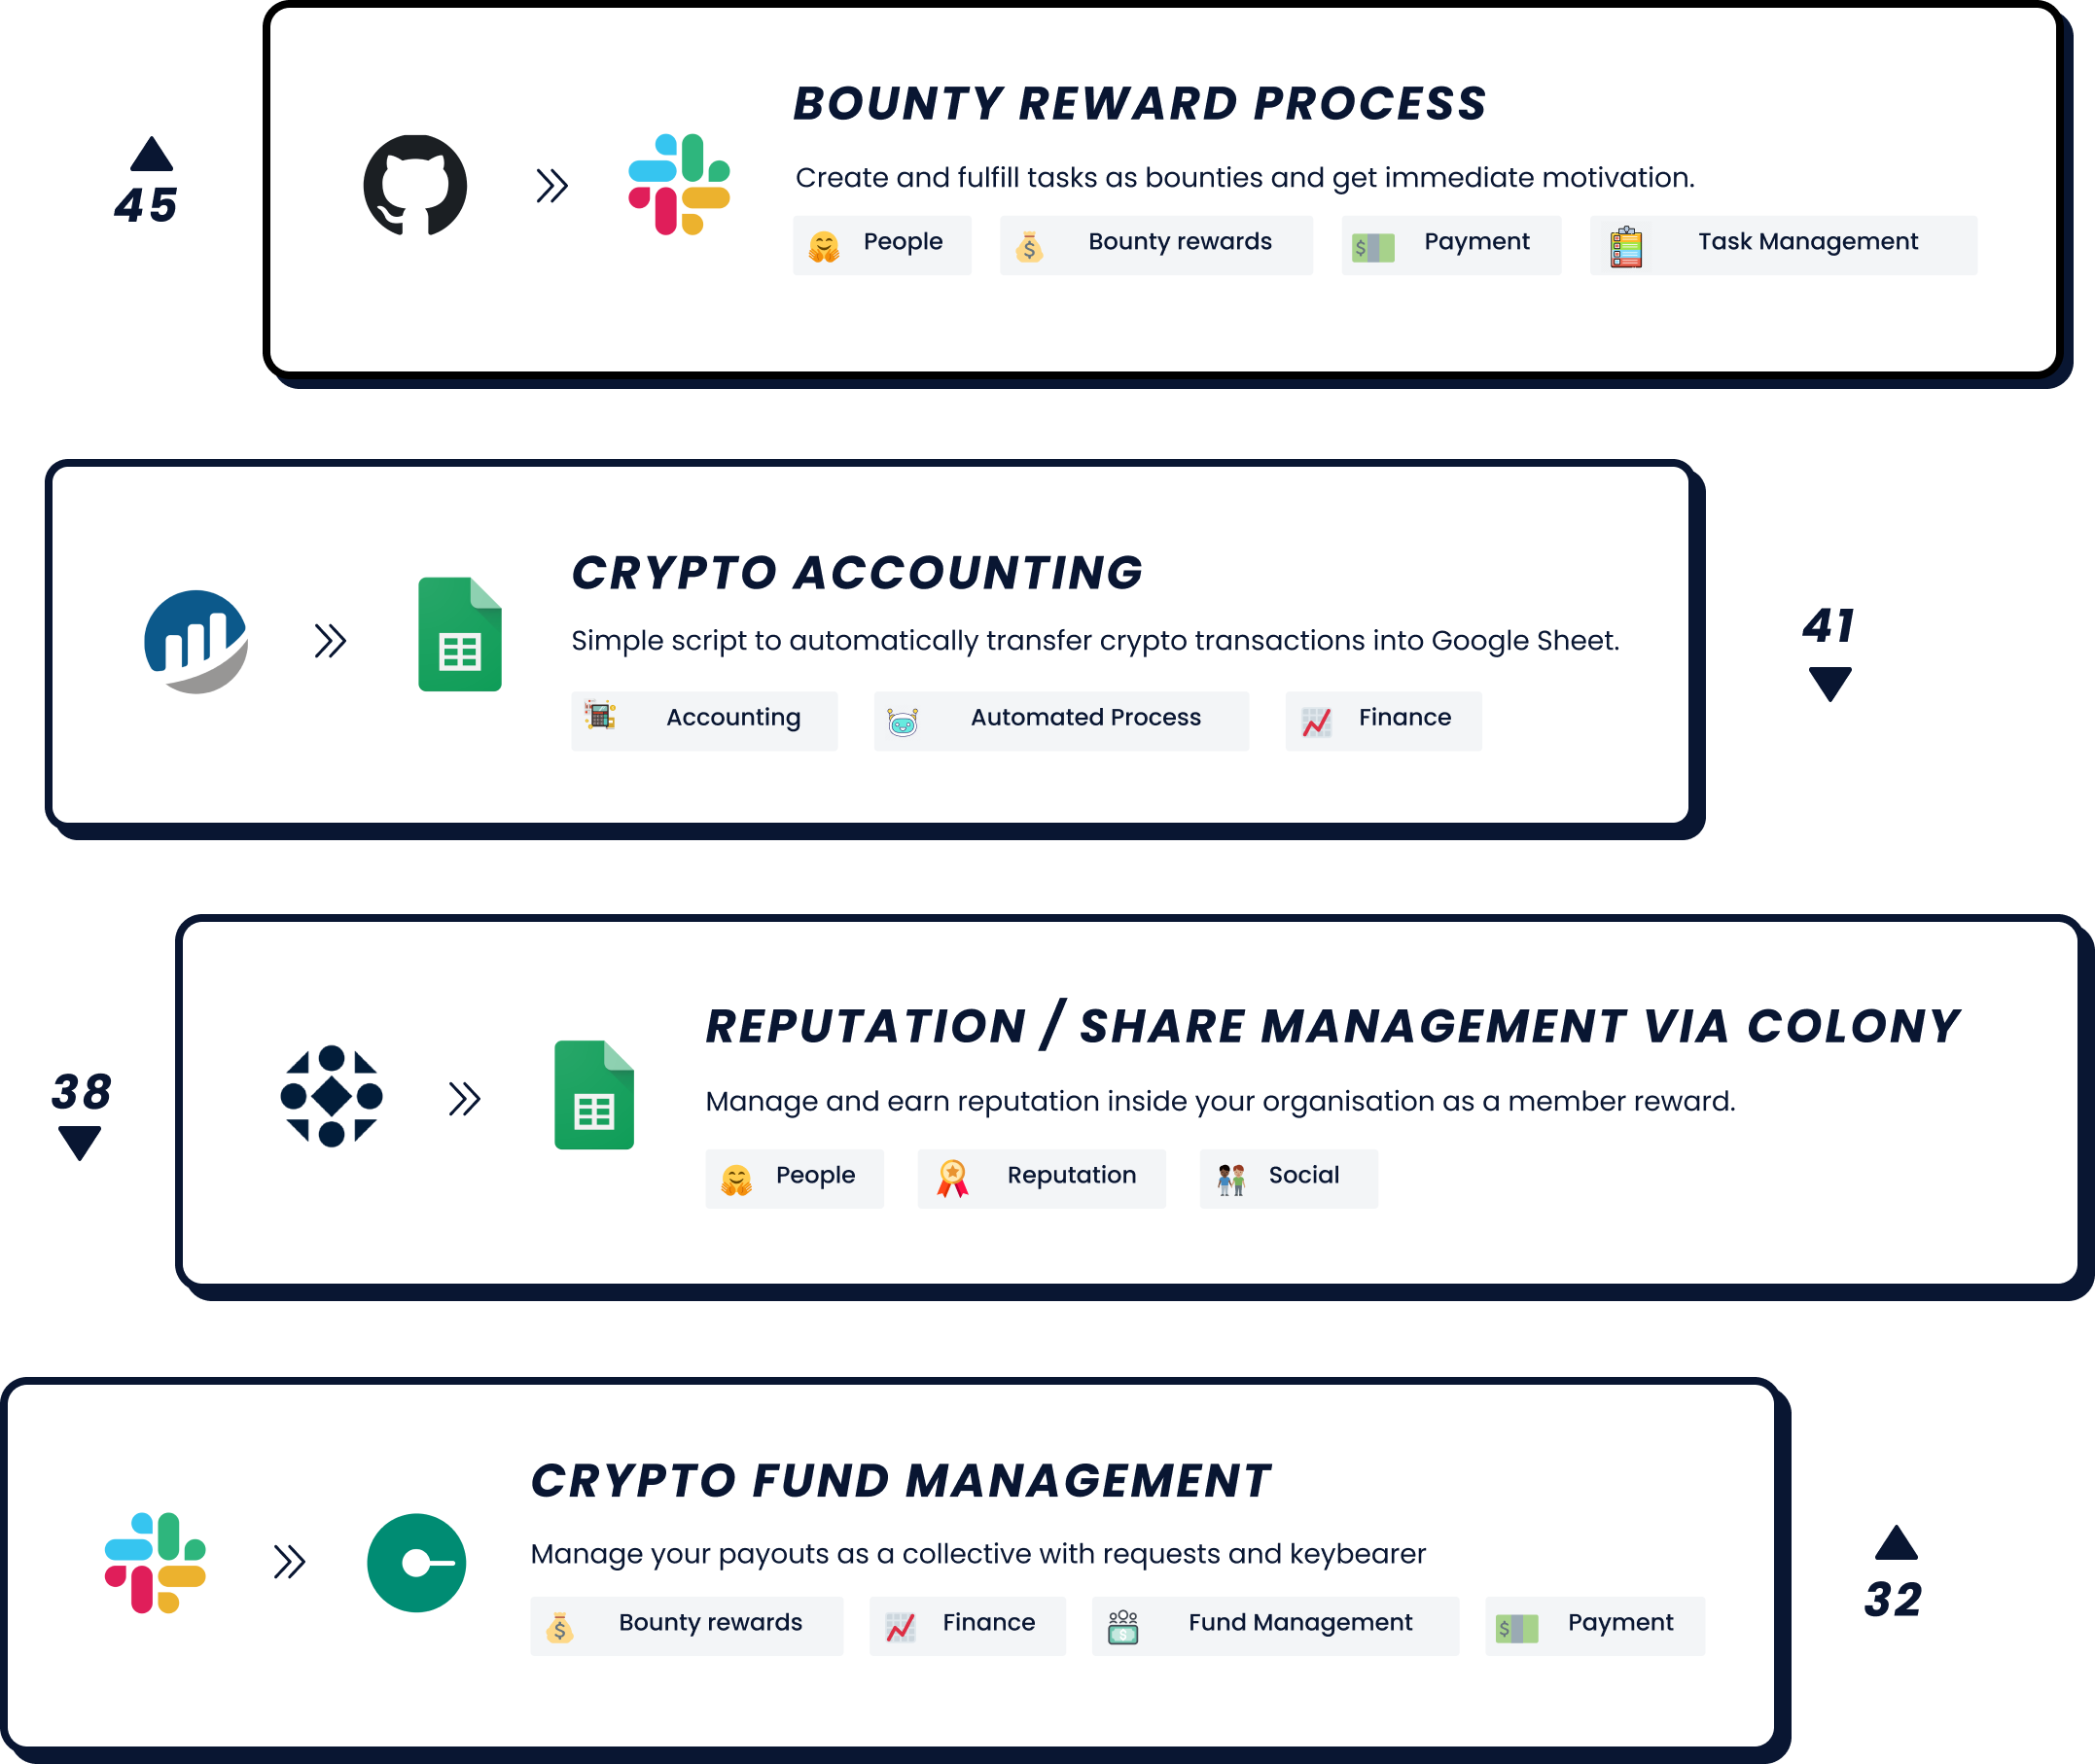 BOUNTY REWARD PROCESS
45
Create and fulfill tasks as bounties and get immediate motivation.
People Bounty rewards Payment Task Management
CRYPTO ACCOUNTING
Simple script to automatically transfer crypto transactions into Google Sheet.
41
Accounting Automated Process Finance
REPUTATION / SHARE MANAGEMENT VIA COLONY
38
Manage and earn reputation inside your organisation as a member reward.
People Reputation Social
CRYPTO FUND MANAGEMENT
Manage your payouts as a collective with requests and keybearer
32
Bounty rewards Finance Fund Management Payment